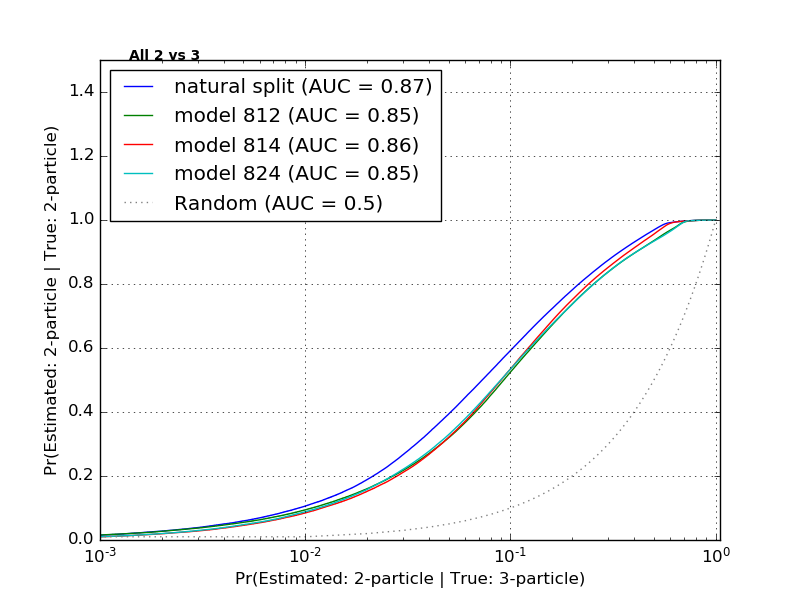 All 2 vs 3
natural split (AUC = 0.87)
model 812 (AUC = 0.85)
model 814 (AUC = 0.86)
model 824 (AUC = 0.85)
Random (AUC = 0.5)
Pr(Estimated: 2-particle | True: 2-particle)
1.4
1.2
1.0
0.8
0.6
0.4
0.2
0.0
10⁻³
10⁻²
10⁻¹
10⁰
Pr(Estimated: 2-particle | True: 3-particle)